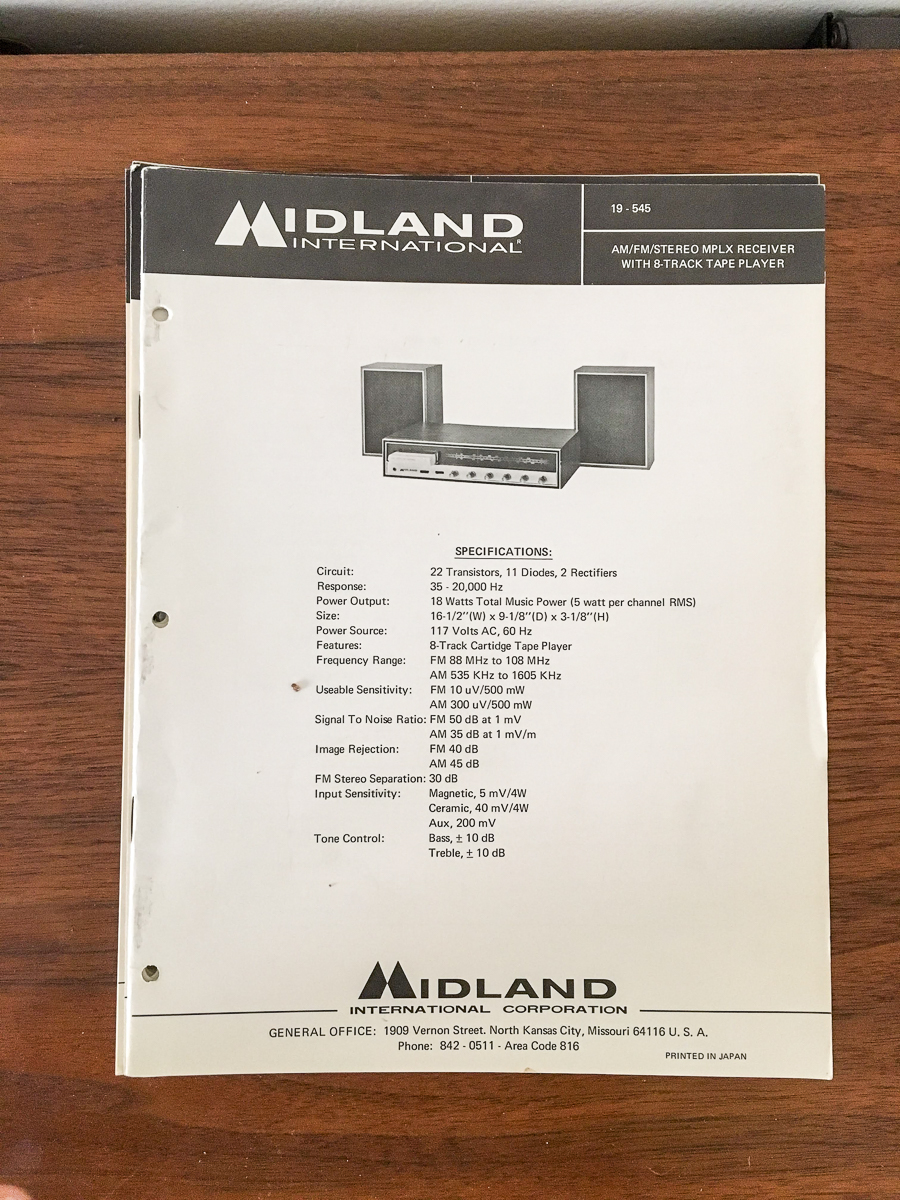 MIDLAND
INTERNATIONAL®
19 - 545
AM/FM/STEREO MPLX RECEIVER
WITH 8-TRACK TAPE PLAYER
SPECIFICATIONS:
Circuit: 22 Transistors, 11 Diodes, 2 Rectifiers
Response: 35 - 20,000 Hz
Power Output: 18 Watts Total Music Power (5 watt per channel RMS)
Size: 16-1/2''(W) x 9-1/8''(D) x 3-1/8''(H)
Power Source: 117 Volts AC, 60 Hz
Features: 8-Track Cartidge Tape Player
Frequency Range: FM 88 MHz to 108 MHz
AM 535 KHz to 1605 KHz
Useable Sensitivity: FM 10 uV/500 mW
AM 300 uV/500 mW
Signal To Noise Ratio: FM 50 dB at 1 mV
AM 35 dB at 1 mV/m
Image Rejection: FM 40 dB
AM 45 dB
FM Stereo Separation: 30 dB
Input Sensitivity: Magnetic, 5 mV/4W
Ceramic, 40 mV/4W
Aux, 200 mV
Tone Control: Bass, ± 10 dB
Treble, ± 10 dB
MIDLAND
INTERNATIONAL CORPORATION
GENERAL OFFICE: 1909 Vernon Street. North Kansas City, Missouri 64116 U. S. A.
Phone: 842 - 0511 - Area Code 816
PRINTED IN JAPAN